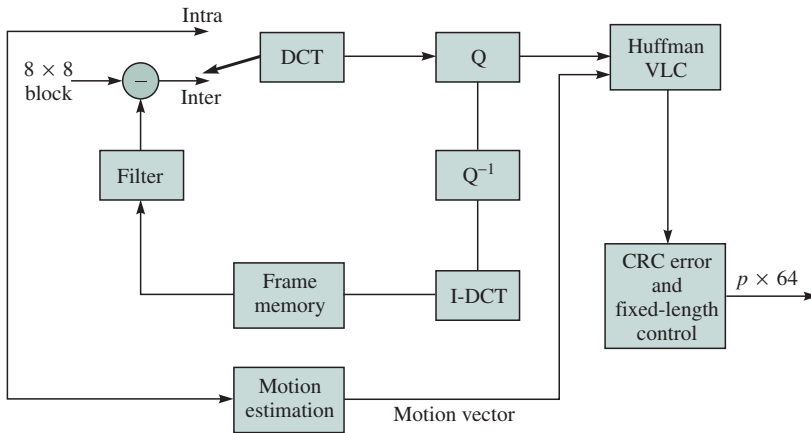 Intra
8 × 8
block
−
Inter
DCT
Q
Huffman
VLC
Filter
Q⁻¹
Frame
memory
I-DCT
CRC error
and
fixed-length
control
p × 64
Motion
estimation
Motion vector